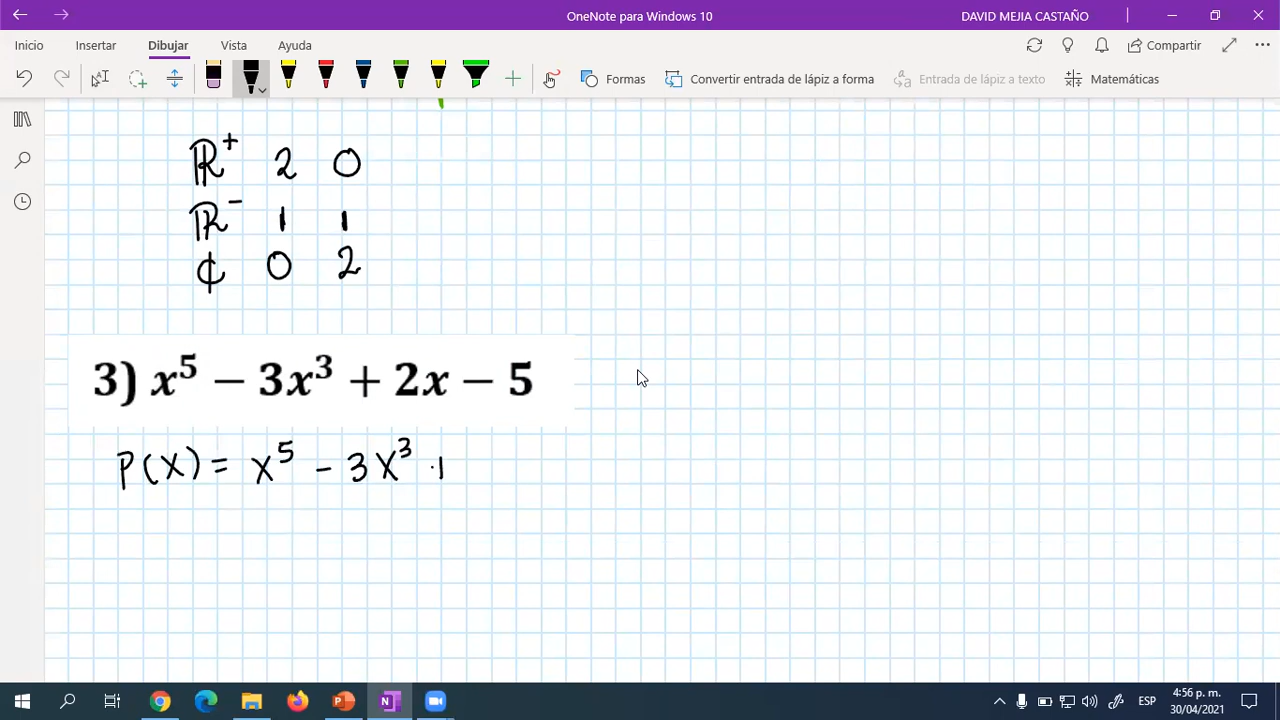 OneNote para Windows 10
DAVID MEJIA CASTAÑO
Inicio Insertar Dibujar Vista Ayuda
Compartir
Formas
Convertir entrada de lápiz a forma
Entrada de lápiz a texto
Matemáticas
ℝ⁺ 2 0
ℝ⁻ 1 1
ℂ 0 2
3) x⁵ − 3x³ + 2x − 5
P(X) = X⁵ - 3X³
ESP
4:56 p. m.
30/04/2021